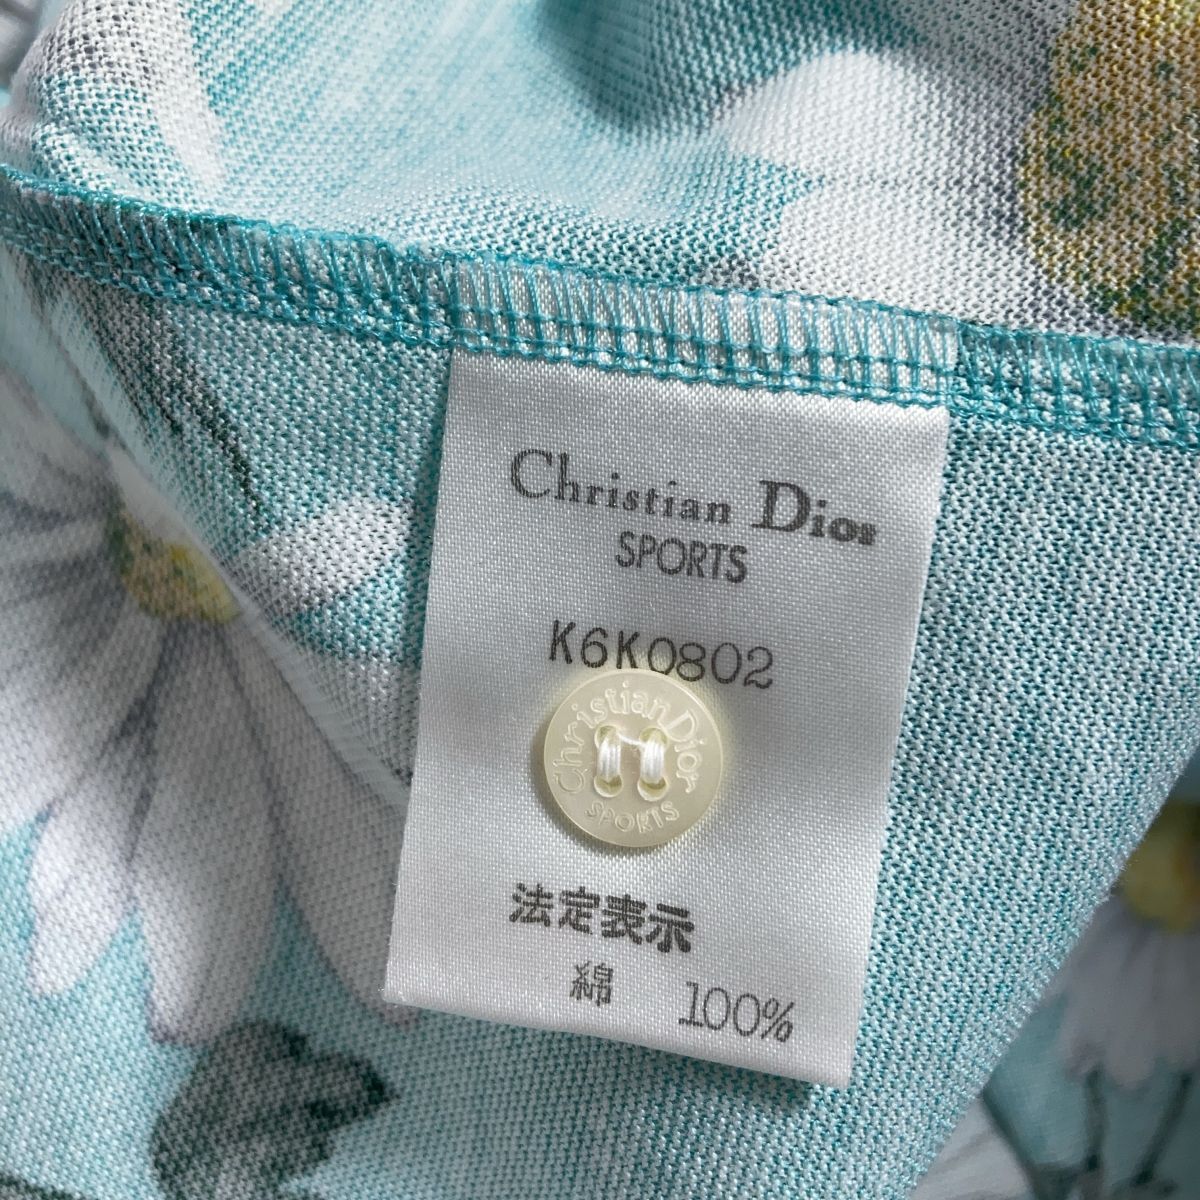 Christian Dior
SPORTS
K6K0802
Christian Dior
SPORTS
法定表示
綿 100%